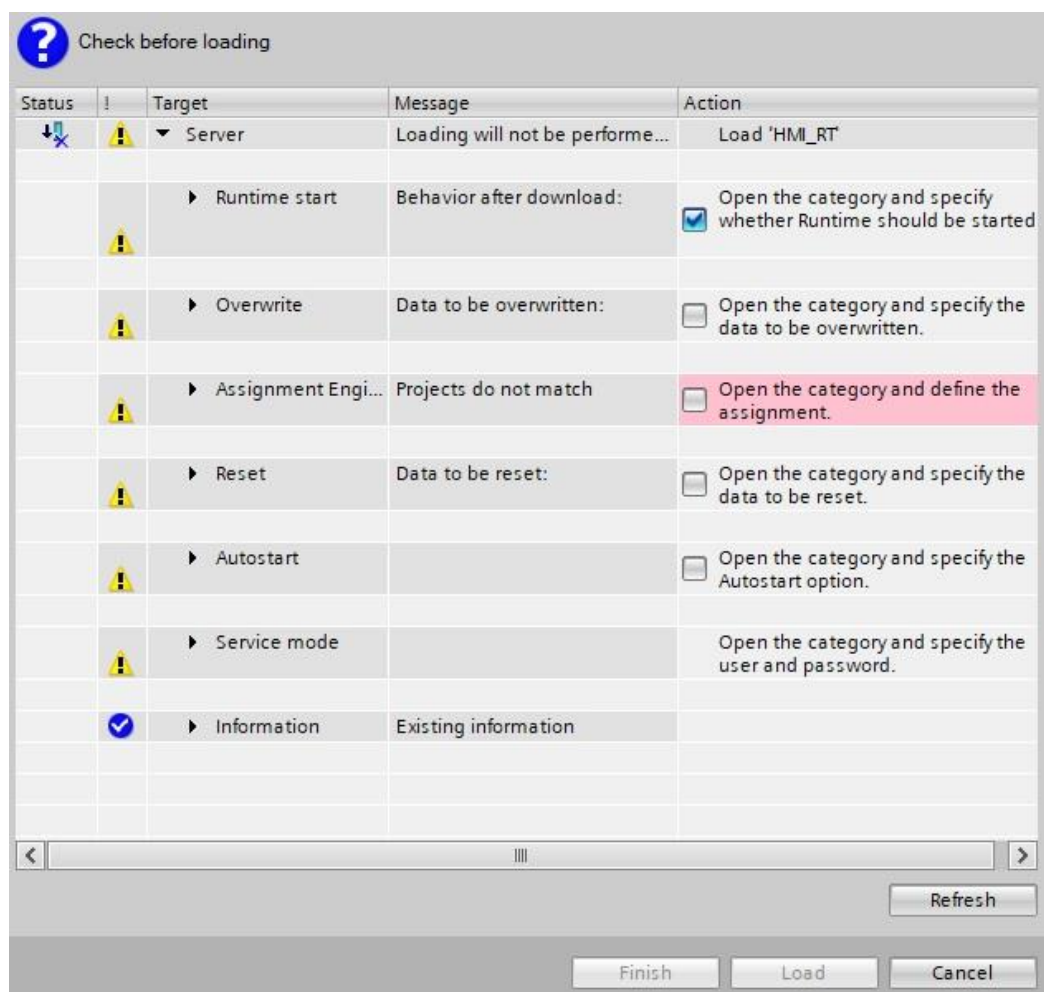 Check before loading
Status ! Target Message Action
Server Loading will not be performe... Load 'HMI_RT'
Runtime start Behavior after download: Open the category and specify
whether Runtime should be started
Overwrite Data to be overwritten: Open the category and specify the
data to be overwritten.
Assignment Engi... Projects do not match Open the category and define the
assignment.
Reset Data to be reset: Open the category and specify the
data to be reset.
Autostart Open the category and specify the
Autostart option.
Service mode Open the category and specify the
user and password.
Information Existing information
Refresh
Finish Load Cancel